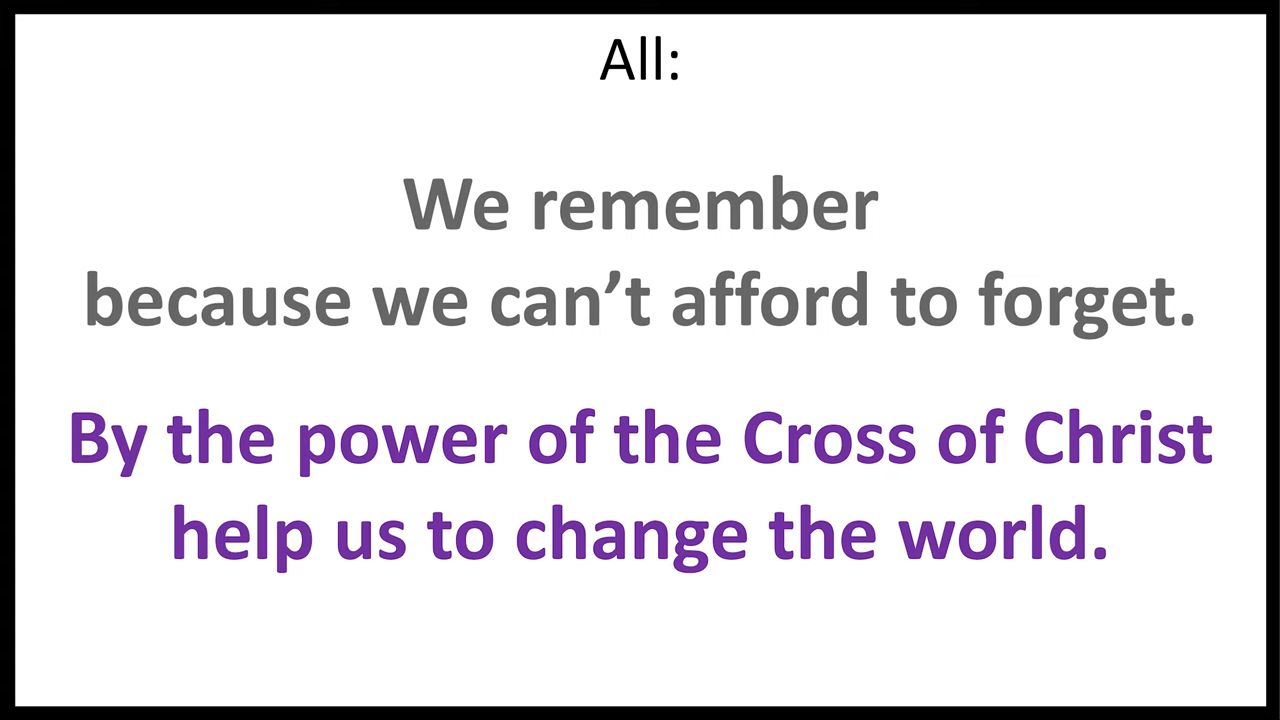 All:
We remember
because we can’t afford to forget.
By the power of the Cross of Christ
help us to change the world.